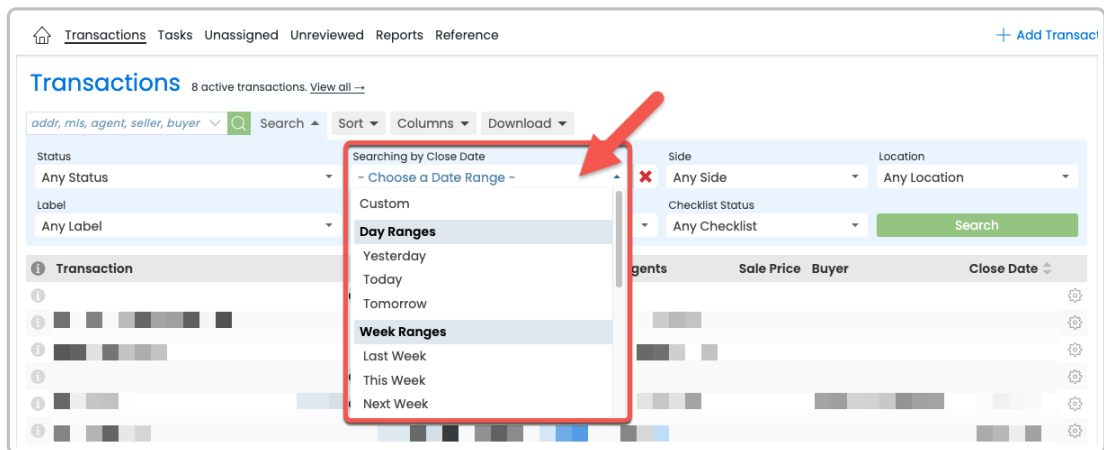 Transactions Tasks Unassigned Unreviewed Reports Reference
+ Add Transact
Transactions 8 active transactions. View all →
addr, mls, agent, seller, buyer Search Sort Columns Download
Status
Any Status
Searching by Close Date
- Choose a Date Range -
Side
Any Side
Location
Any Location
Label
Any Label
Checklist Status
Any Checklist
Search
Custom
Day Ranges
Yesterday
Today
Tomorrow
Week Ranges
Last Week
This Week
Next Week
Transaction gents Sale Price Buyer Close Date